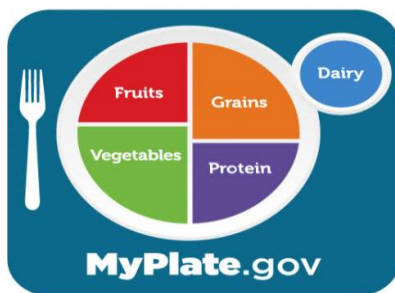 Dairy
Fruits
Grains
Vegetables
Protein
MyPlate.gov